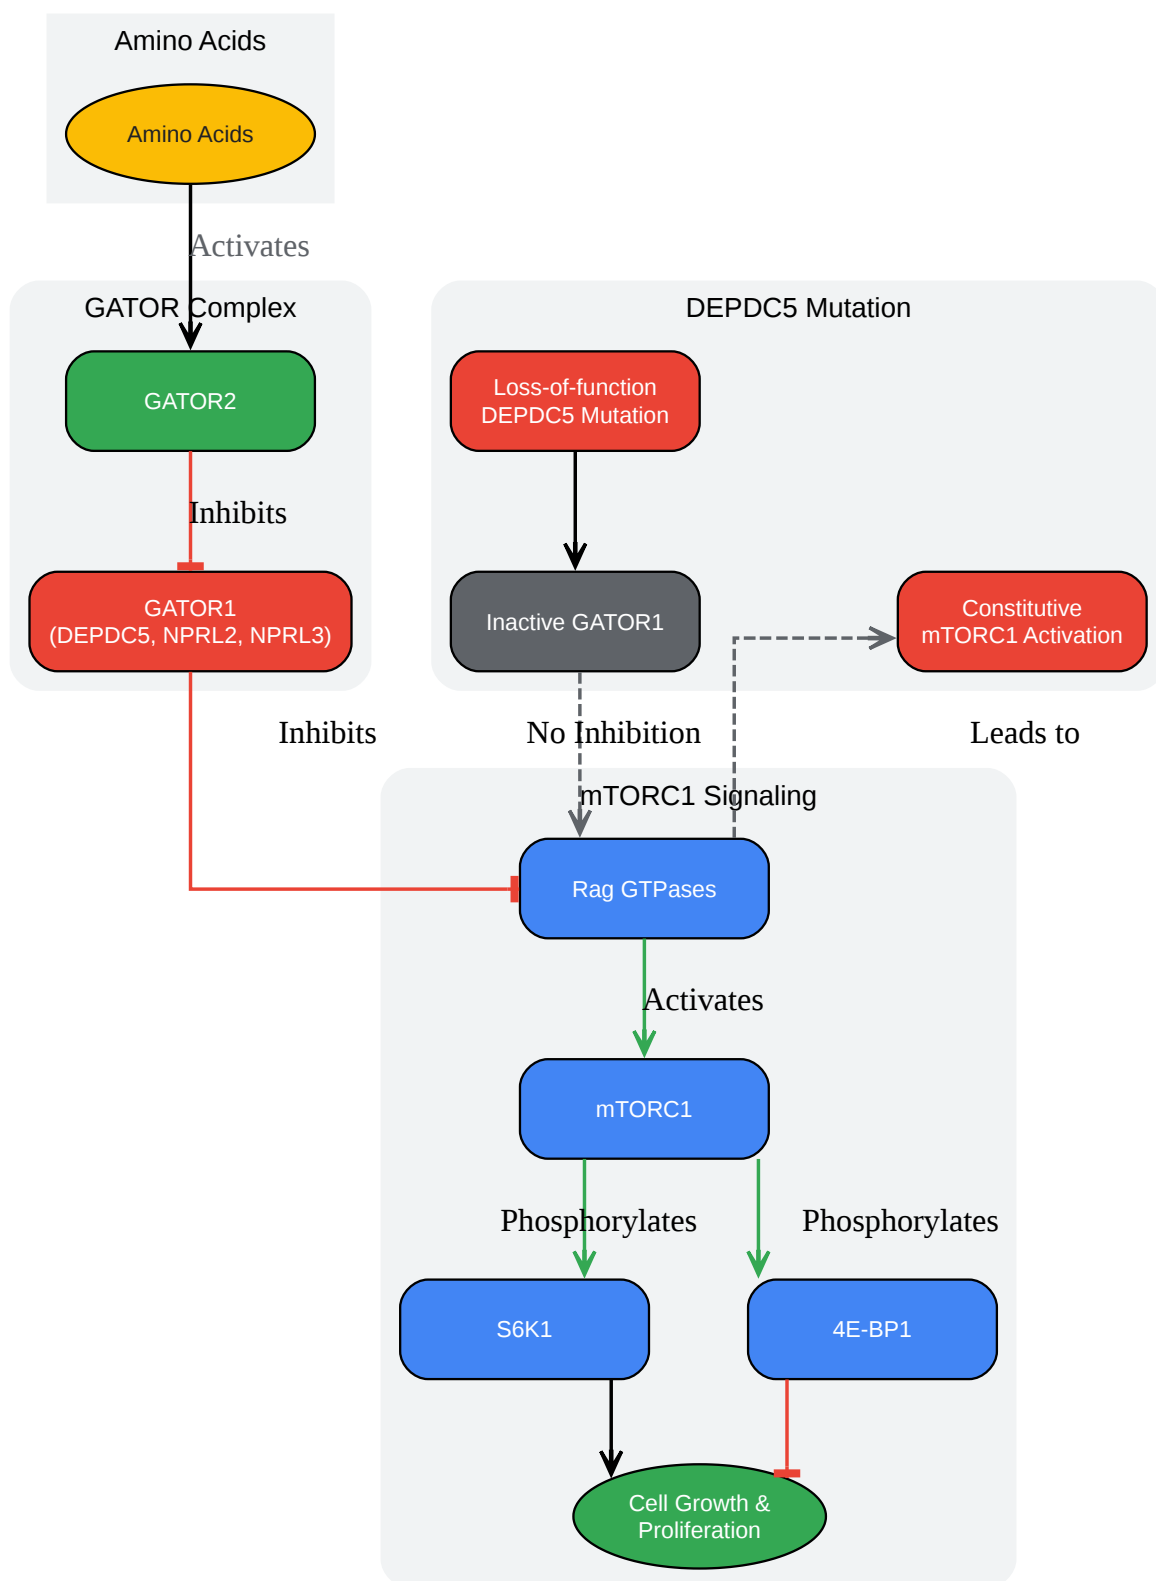 Amino Acids
Amino Acids
Activates
GATOR Complex
DEPDC5 Mutation
GATOR2
Loss-of-function
DEPDC5 Mutation
Inhibits
GATOR1
(DEPDC5, NPRL2, NPRL3)
Inactive GATOR1
Constitutive
mTORC1 Activation
Inhibits
No Inhibition
Leads to
mTORC1 Signaling
Rag GTPases
Activates
mTORC1
Phosphorylates
Phosphorylates
S6K1
4E-BP1
Cell Growth &
Proliferation